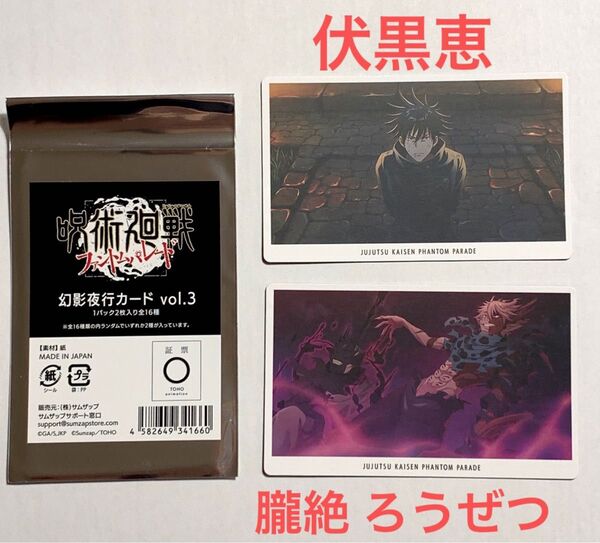 伏黒恵
呪術廻戦
ファントムパレード
幻影夜行カード vol.3
1パック2枚入り全16種
※全16種類の内ランダムでいずれか2種が入っています。
【素材】紙
MADE IN JAPAN
紙
シール
プラ
袋:PP
証票
TOHO
animation
販売元:(株)サムザップ
サムザップサポート窓口
support@sumzapstore.com
©GA/S,JKP ©Sumzap/TOHO
4 582649 341660
JUJUTSU KAISEN PHANTOM PARADE
JUJUTSU KAISEN PHANTOM PARADE
朧絶 ろうぜつ